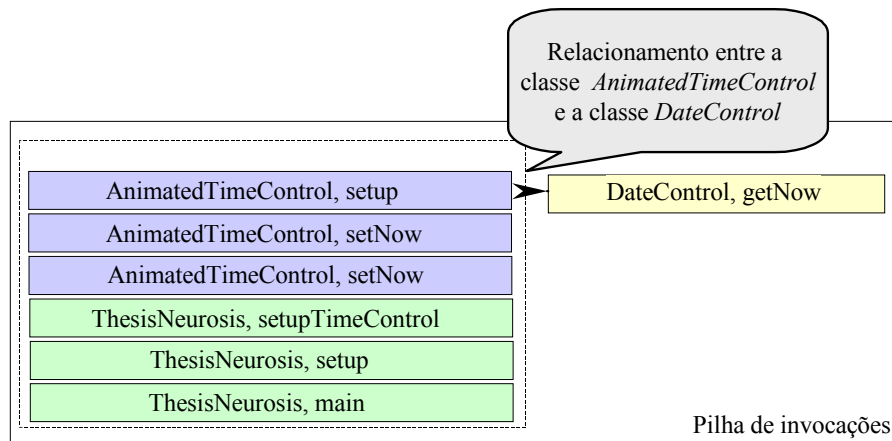 Relacionamento entre a
classe AnimatedTimeControl
e a classe DateControl
AnimatedTimeControl, setup
DateControl, getNow
AnimatedTimeControl, setNow
AnimatedTimeControl, setNow
ThesisNeurosis, setupTimeControl
ThesisNeurosis, setup
ThesisNeurosis, main
Pilha de invocações